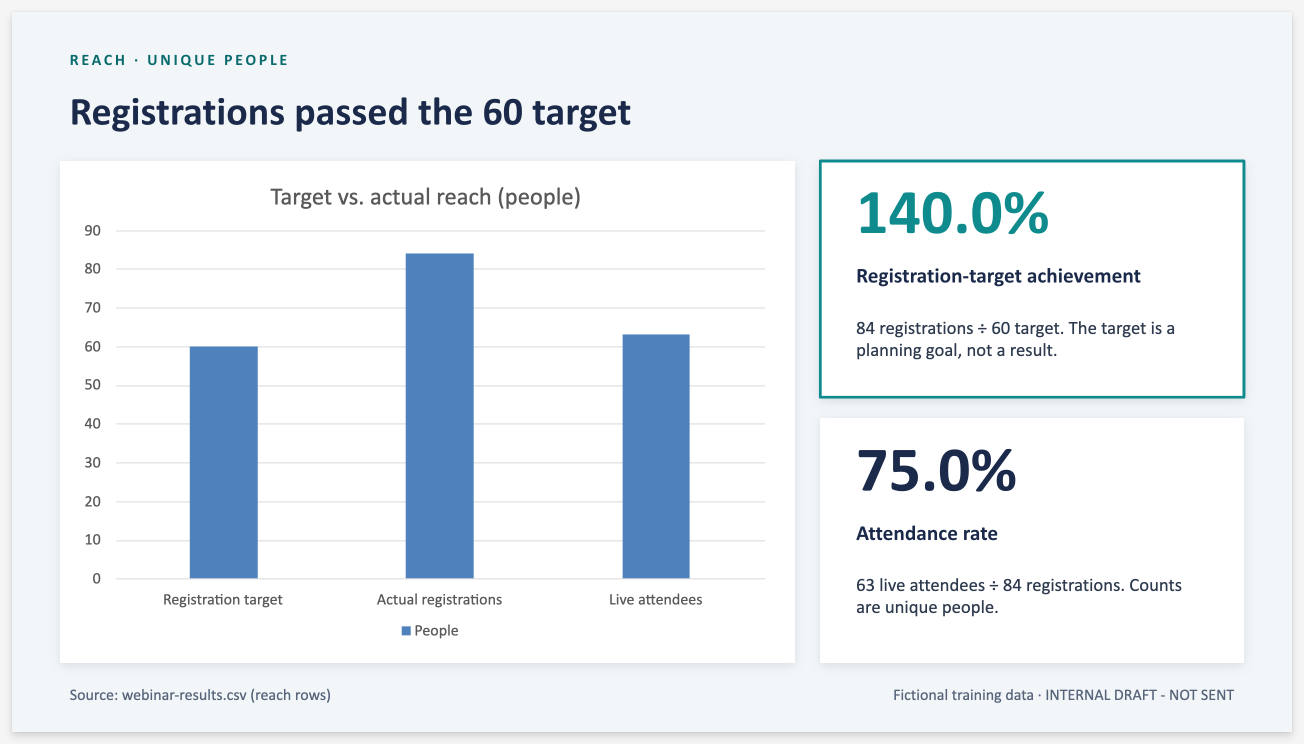 REACH · UNIQUE PEOPLE
Registrations passed the 60 target
Target vs. actual reach (people)
90
80
70
60
50
40
30
20
10
0
Registration target
Actual registrations
Live attendees
People
140.0%
Registration-target achievement
84 registrations ÷ 60 target. The target is a
planning goal, not a result.
75.0%
Attendance rate
63 live attendees ÷ 84 registrations. Counts
are unique people.
Source: webinar-results.csv (reach rows)
Fictional training data · INTERNAL DRAFT - NOT SENT